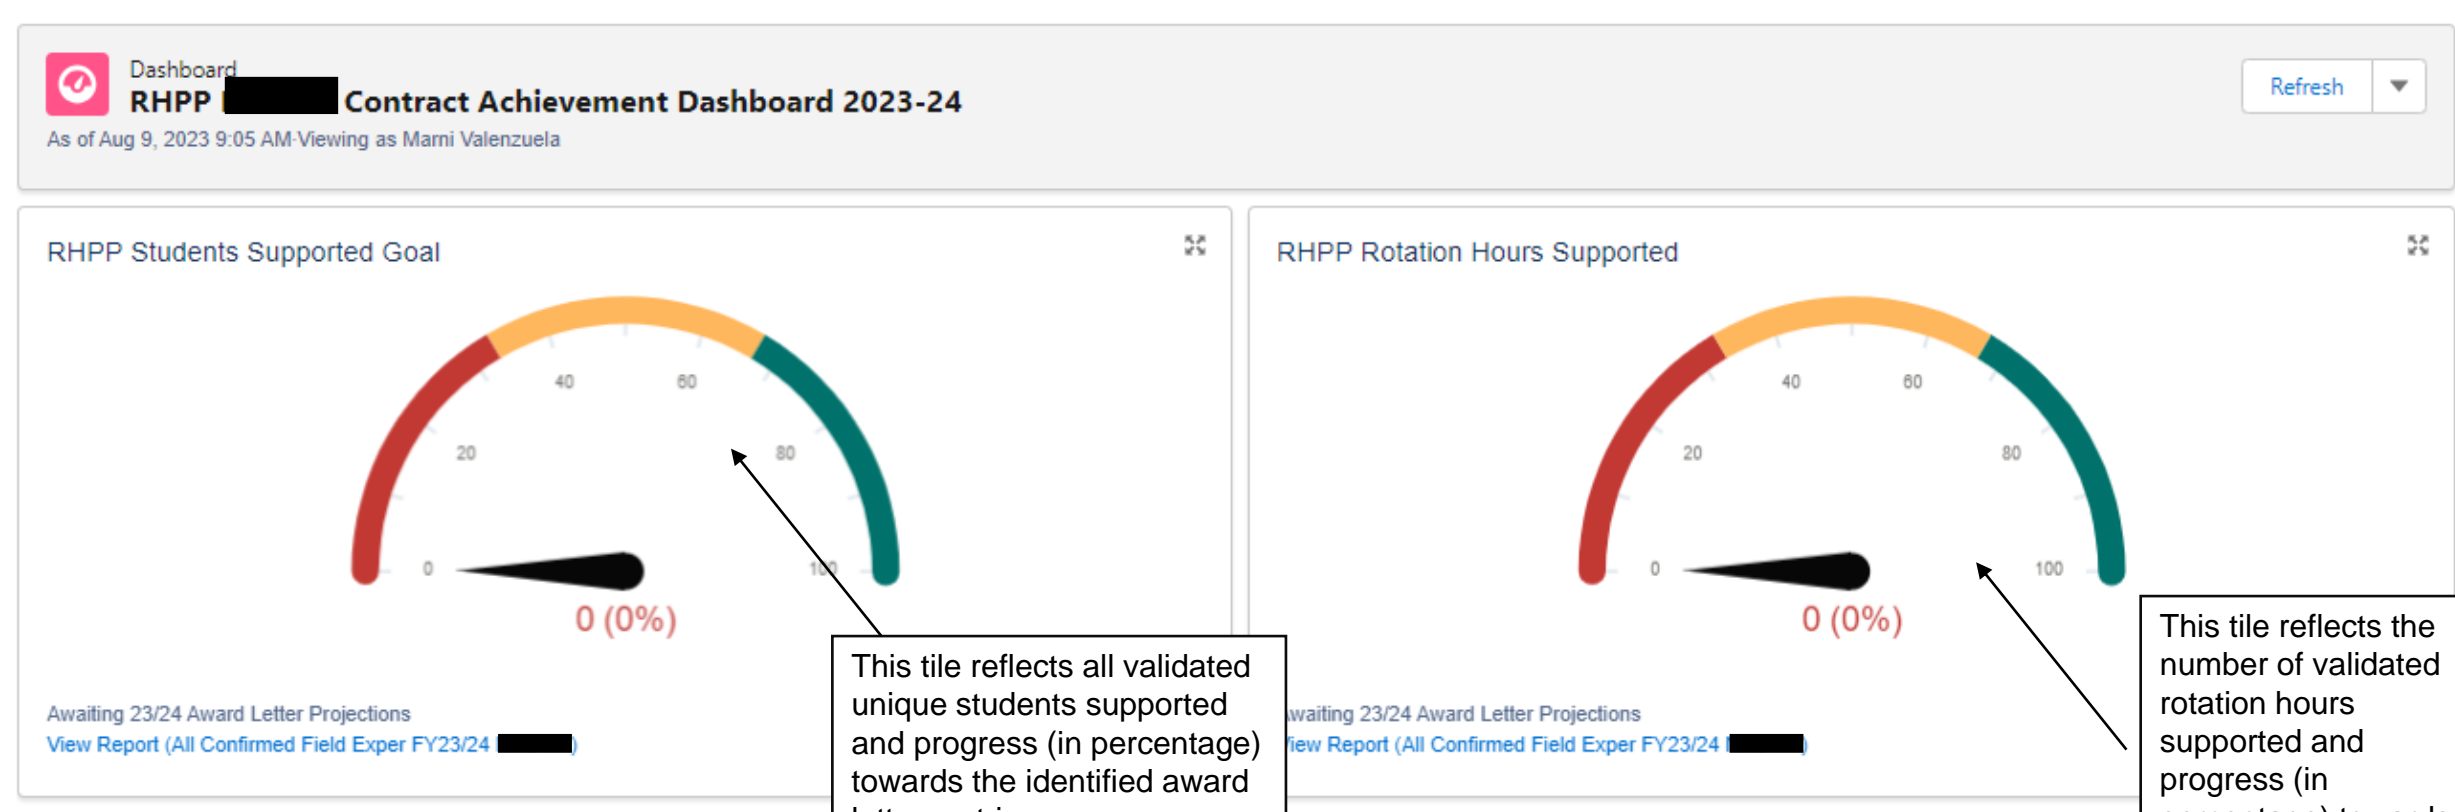 Dashboard
RHPP Contract Achievement Dashboard 2023-24
As of Aug 9, 2023 9:05 AM·Viewing as Marni Valenzuela
Refresh
RHPP Students Supported Goal
0
20
40
60
80
100
0 (0%)
Awaiting 23/24 Award Letter Projections
View Report (All Confirmed Field Exper FY23/24 )
This tile reflects all validated
unique students supported
and progress (in percentage)
towards the identified award
RHPP Rotation Hours Supported
0
20
40
60
80
100
0 (0%)
waiting 23/24 Award Letter Projections
iew Report (All Confirmed Field Exper FY23/24 )
This tile reflects the
number of validated
rotation hours
supported and
progress (in